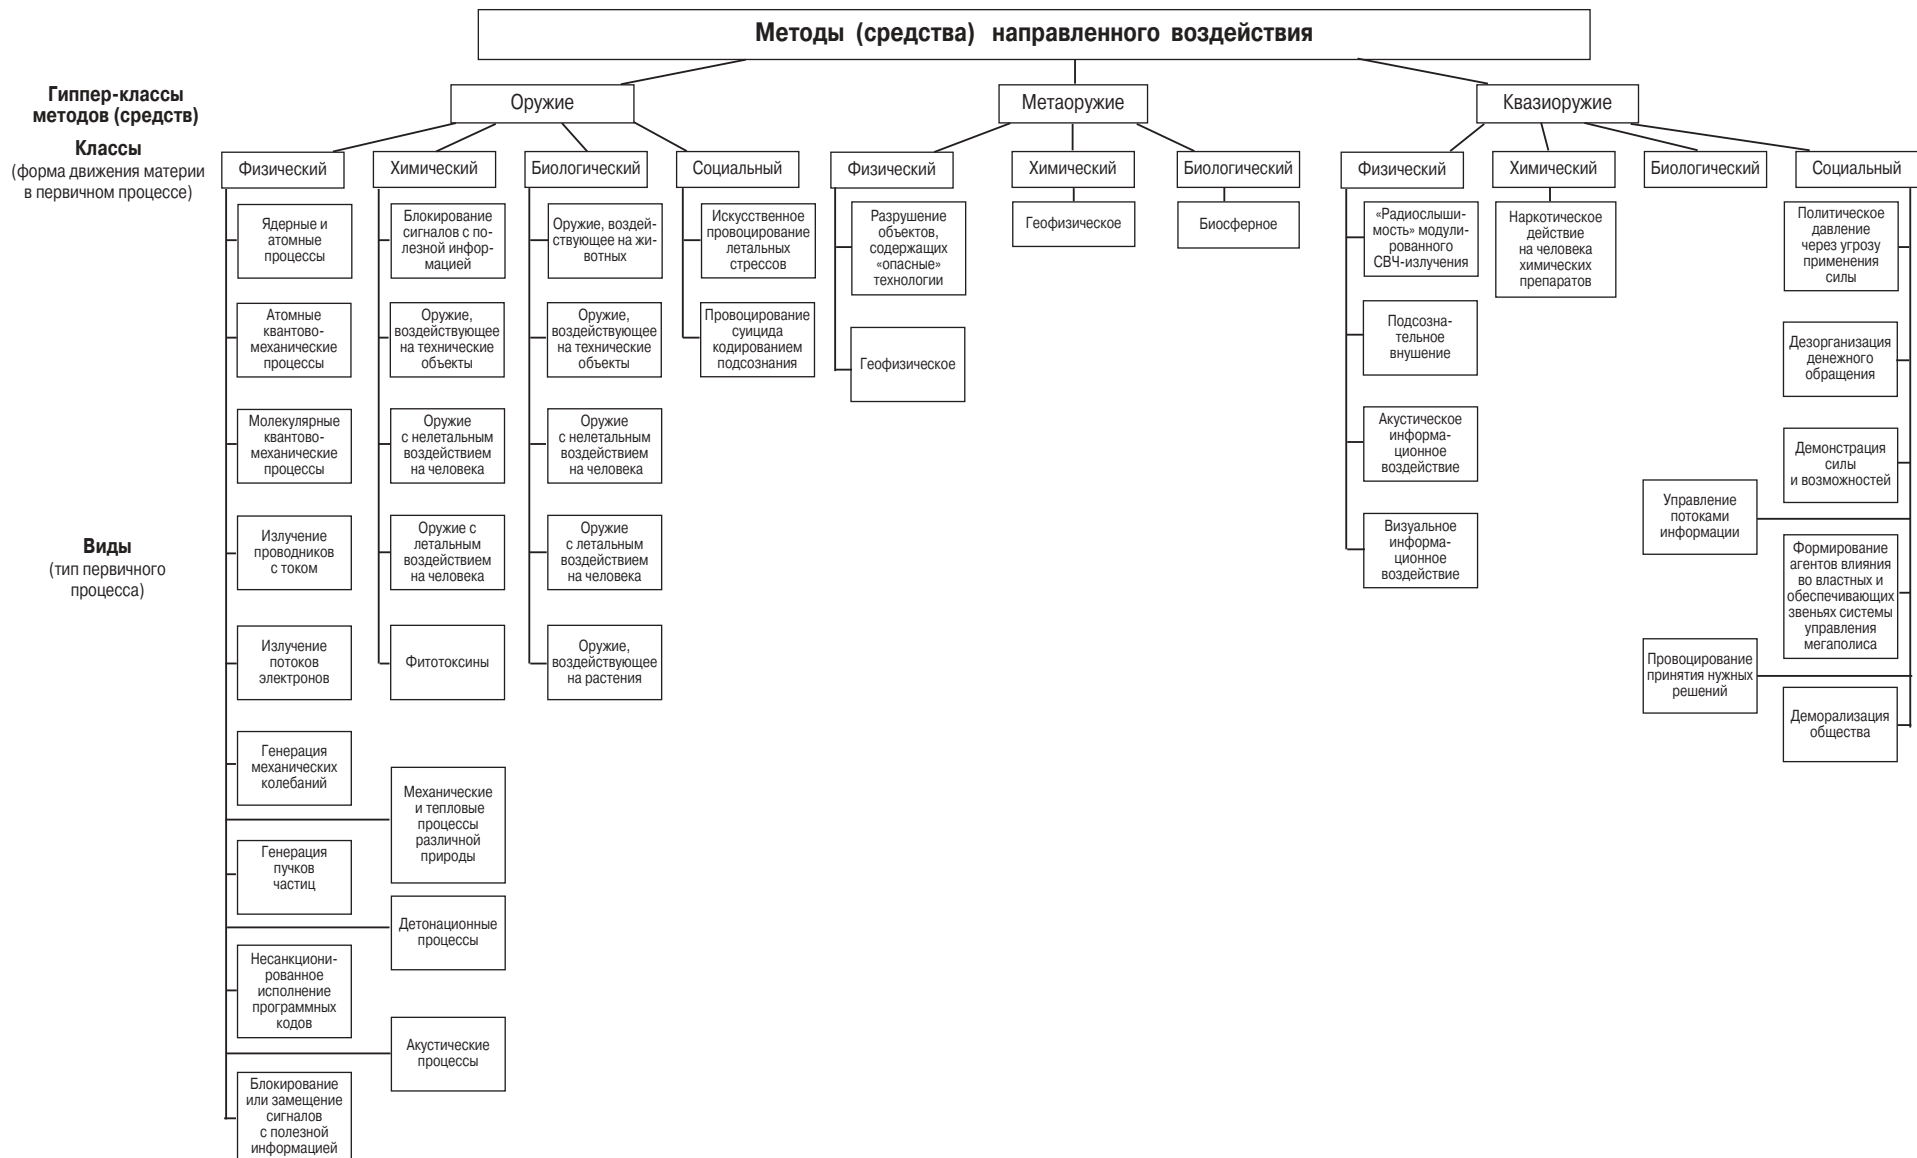 Методы (средства) направленного воздействия
Гиппер-классы
методов (средств)
Оружие
Метаоружие
Квазиоружие
Классы
(форма движения материи
в первичном процессе)
Физический
Химический
Биологический
Социальный
Физический
Химический
Биологический
Физический
Химический
Биологический
Социальный
Виды
(тип первичного
процесса)
Ядерные и
атомные
процессы
Атомные
квантово-
механические
процессы
Молекулярные
квантово-
механические
процессы
Излучение
проводников
с током
Излучение
потоков
электронов
Генерация
механических
колебаний
Генерация
пучков
частиц
Несанкциони-
рованное
исполнение
программных
кодов
Блокирование
или замещение
сигналов
с полезной
информацией
Механические
и тепловые
процессы
различной
природы
Детонационные
процессы
Акустические
процессы
Блокирование
сигналов с по-
лезной инфор-
мацией
Оружие,
воздействующее
на технические
объекты
Оружие
с нелетальным
воздействием
на человека
Оружие с
летальным
воздействием
на человека
Фитотоксины
Оружие, воздей-
ствующее на жи-
вотных
Оружие,
воздействующее
на технические
объекты
Оружие
с нелетальным
воздействием
на человека
Оружие
с летальным
воздействием
на человека
Оружие,
воздействующее
на растения
Искусственное
провоцирование
летальных
стрессов
Провоцирование
суицида
кодированием
подсознания
Разрушение
объектов,
содержащих
«опасные»
технологии
Геофизическое
Геофизическое
Биосферное
«Радиослыши-
мость» модули-
рованного
СВЧ-излучения
Подсозна-
тельное
внушение
Акустическое
информа-
ционное
воздействие
Визуальное
информа-
ционное
воздействие
Наркотическое
действие
на человека
химических
препаратов
Политическое
давление
через угрозу
применения
силы
Дезорганизация
денежного
обращения
Демонстрация
силы
и возможностей
Управление
потоками
информации
Формирование
агентов влияния
во властных и
обеспечивающих
звеньях системы
управления
мегаполиса
Провоцирование
принятия нужных
решений
Деморализация
общества